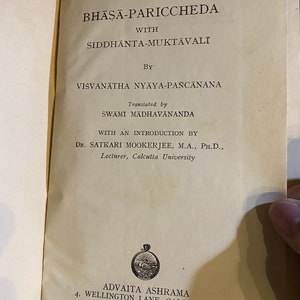 BHĀṢĀ-PARICCHEDA
WITH
SIDDHĀNTA-MUKTĀVALĪ
BY
VISVANĀTHA NYĀYA-PAÑCĀNANA
Translated by
SWAMI MADHAVANANDA
WITH AN INTRODUCTION BY
DR. SATKARI MOOKERJEE, M.A., PH.D.,
Lecturer, Calcutta University
ADVAITA ASHRAMA
4, WELLINGTON LANE,